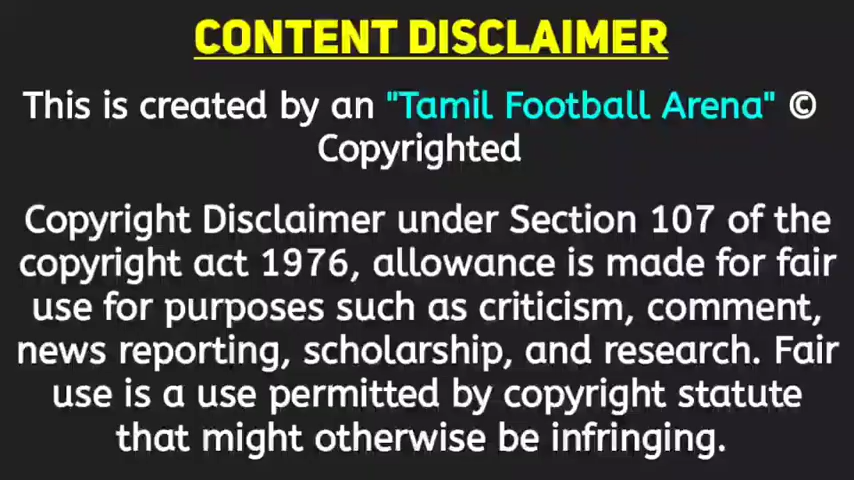 CONTENT DISCLAIMER
This is created by an "Tamil Football Arena" ©
Copyrighted
Copyright Disclaimer under Section 107 of the
copyright act 1976, allowance is made for fair
use for purposes such as criticism, comment,
news reporting, scholarship, and research. Fair
use is a use permitted by copyright statute
that might otherwise be infringing.